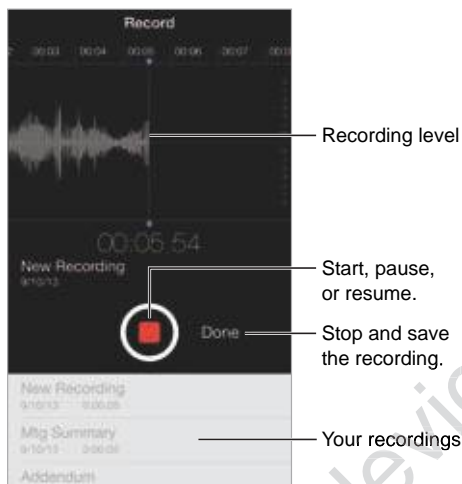 Record
00:03 00:04 00:05 00:06 00:07
Recording level
00:05.54
New Recording
9/10/13
Start, pause,
or resume.
Done
Stop and save
the recording.
New Recording
9/10/13 0:00:05
Mtg Summary
9/10/13
Your recordings
Addendum